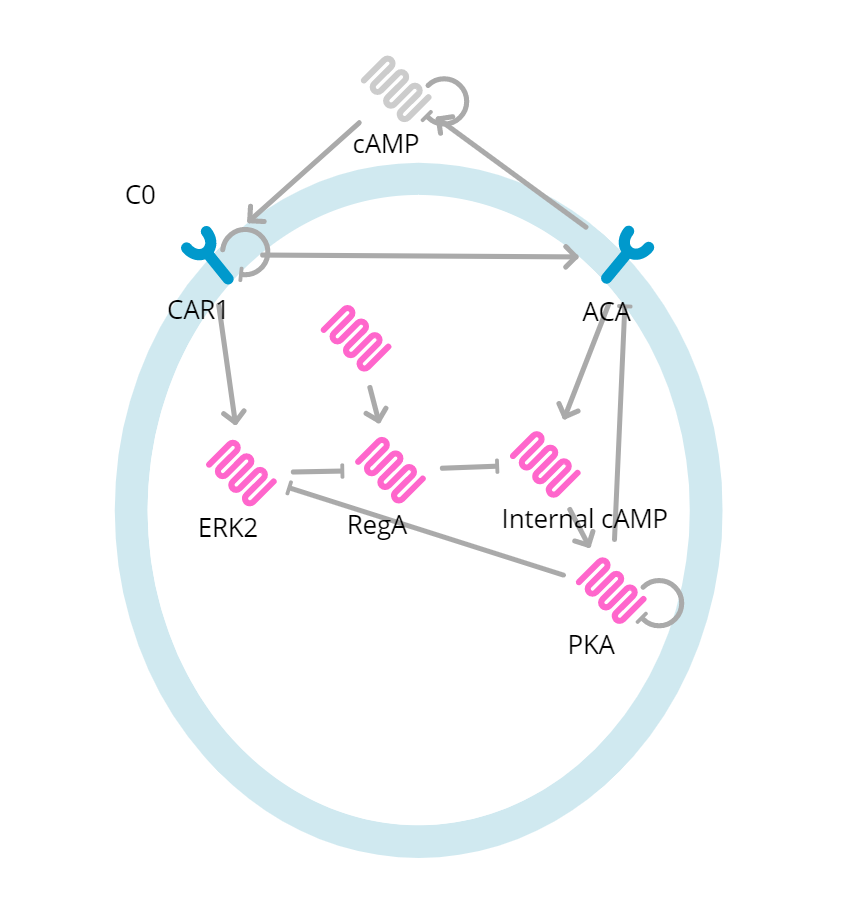 cAMP
C0
CAR1
ACA
Internal cAMP
RegA
ERK2
PKA